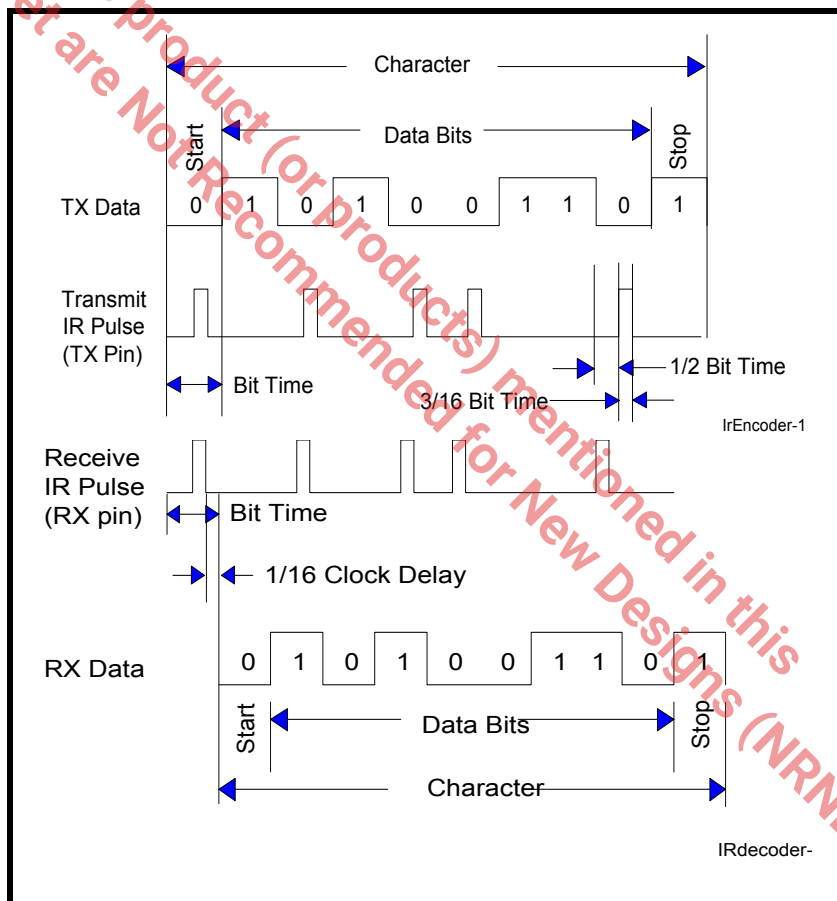 Character
Data Bits
Start
Stop
TX Data
0 1 0 1 0 0 1 1 0 1
Transmit
IR Pulse
(TX Pin)
Bit Time
1/2 Bit Time
3/16 Bit Time
IrEncoder-1
Receive
IR Pulse
(RX pin)
Bit Time
1/16 Clock Delay
RX Data
0 1 0 1 0 0 1 1 0 1
Start
Data Bits
Stop
Character
IRdecoder-
product (or products) mentioned in this
et are Not Recommended for New Designs (NRN